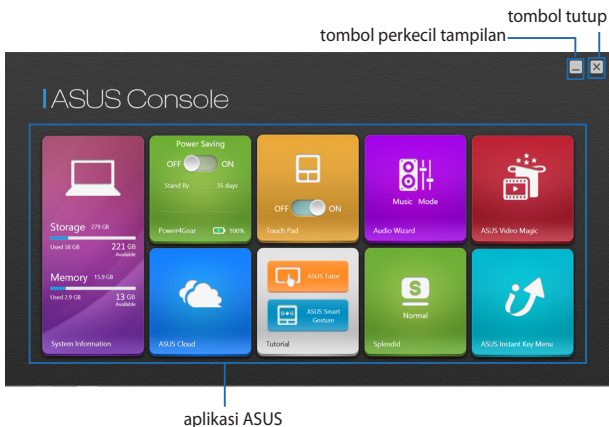 tombol tutup
tombol perkecil tampilan
ASUS Console
Storage 279 GB
Used 58 GB 221 GB
Available
Memory 15.9 GB
Used 2.9 GB 13 GB
Available
System Information
Power Saving
OFF ON
Stand By 35 days
Power4Gear 100%
OFF ON
Touch Pad
Music Mode
Audio Wizard
ASUS Video Magic
ASUS Cloud
ASUS Tutor
ASUS Smart
Gesture
Tutorial
S
Normal
Splendid
ASUS Instant Key Menu
aplikasi ASUS